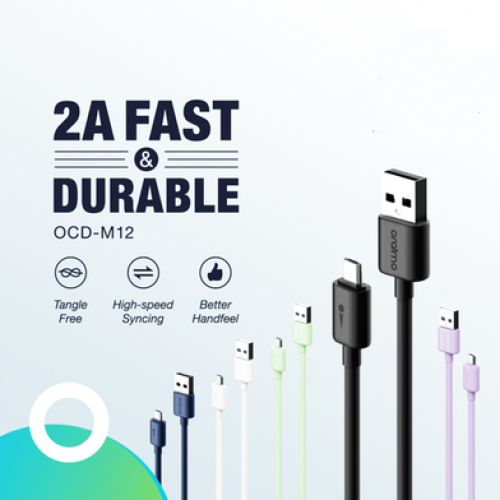 2A FAST
&
DURABLE
OCD-M12
Tangle
Free
High-speed
Syncing
Better
Handfeel
oraimo